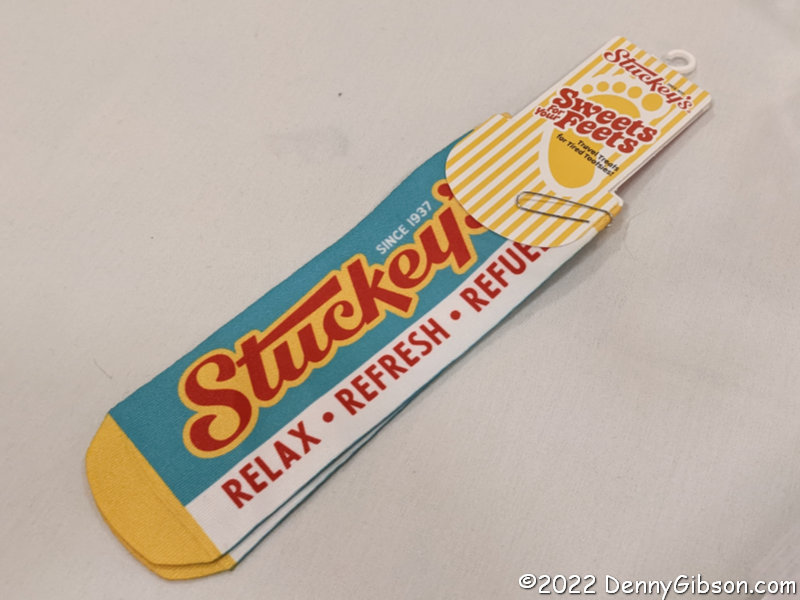 Stuckey's
Sweets
for
Your
Feets
Travel Treats
for Tired Tootsies!
SINCE 1937
Stuckey's
RELAX • REFRESH • REFUEL
©2022 DennyGibson.com